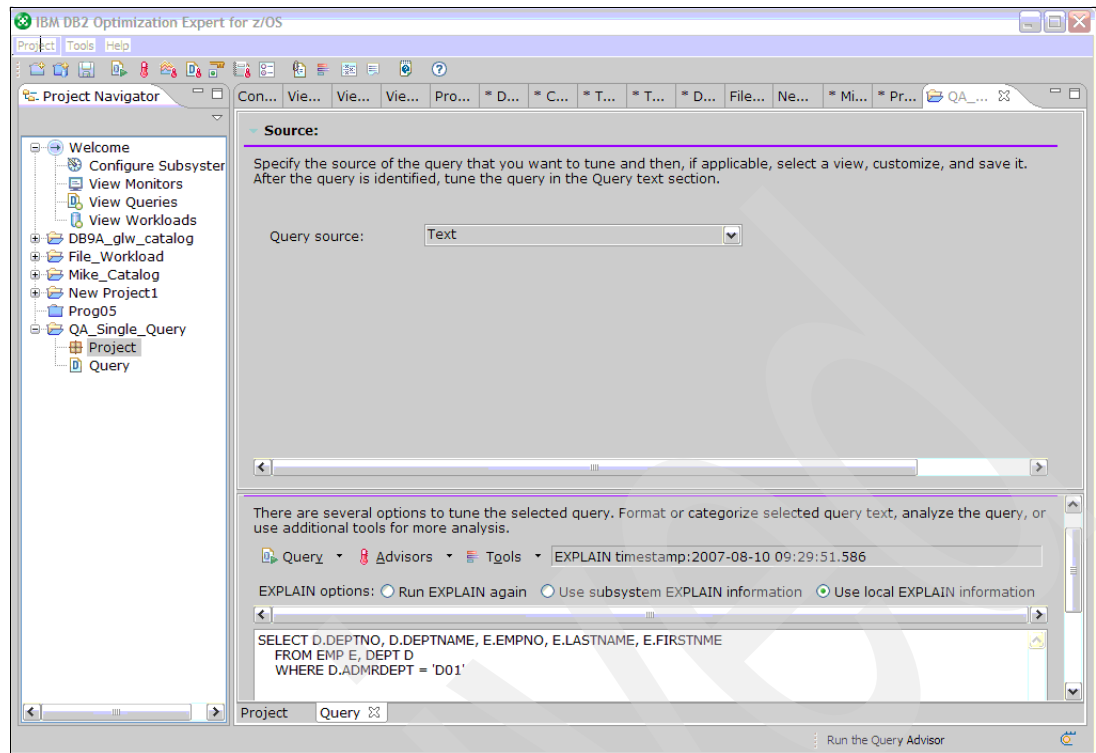 IBM DB2 Optimization Expert for z/OS
Project Tools Help
Project Navigator
Con... Vie... Vie... Vie... Pro... * D... * C... * T... * T... * D... File... Ne... * Mi... * Pr... QA_...
Welcome
Configure Subsyster
View Monitors
View Queries
View Workloads
DB9A_glw_catalog
File_Workload
Mike_Catalog
New Project1
Prog05
QA_Single_Query
Project
Query
Source:
Specify the source of the query that you want to tune and then, if applicable, select a view, customize, and save it.
After the query is identified, tune the query in the Query text section.
Query source: Text
There are several options to tune the selected query. Format or categorize selected query text, analyze the query, or
use additional tools for more analysis.
Query Advisors Tools EXPLAIN timestamp:2007-08-10 09:29:51.586
EXPLAIN options: Run EXPLAIN again Use subsystem EXPLAIN information Use local EXPLAIN information
SELECT D.DEPTNO, D.DEPTNAME, E.EMPNO, E.LASTNAME, E.FIRSTNME
FROM EMP E, DEPT D
WHERE D.ADMRDEPT = 'D01'
Project Query
Run the Query Advisor